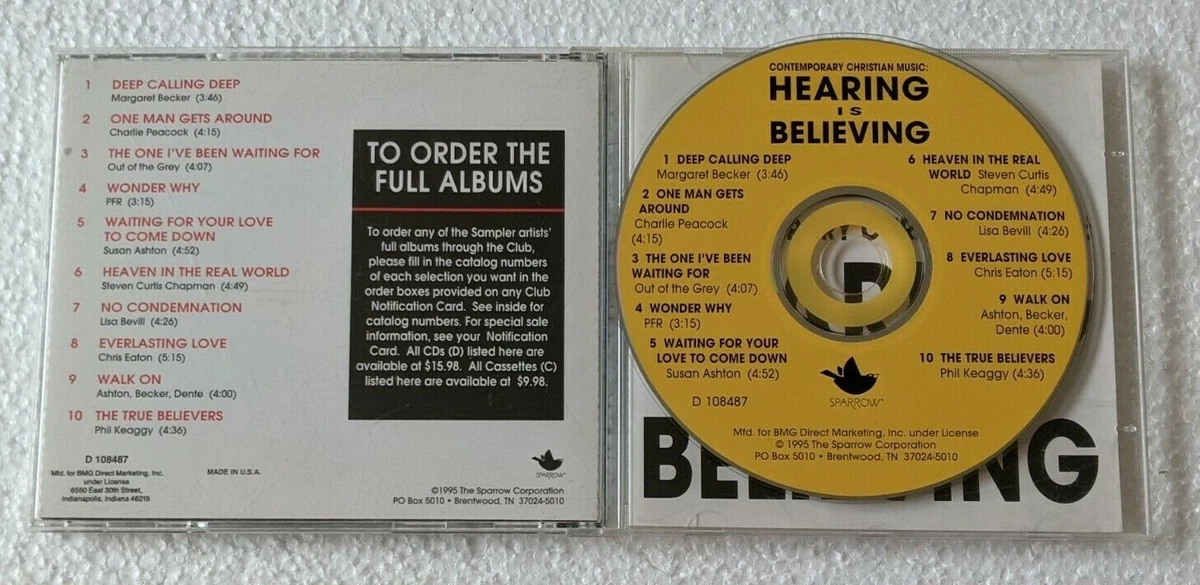 1 DEEP CALLING DEEP
Margaret Becker (3:46)
2 ONE MAN GETS AROUND
Charlie Peacock (4:15)
3 THE ONE I'VE BEEN WAITING FOR
Out of the Grey (4:07)
4 WONDER WHY
PFR (3:15)
5 WAITING FOR YOUR LOVE
TO COME DOWN
Susan Ashton (4:52)
6 HEAVEN IN THE REAL WORLD
Steven Curtis Chapman (4:49)
7 NO CONDEMNATION
Lisa Bevill (4:26)
8 EVERLASTING LOVE
Chris Eaton (5:15)
9 WALK ON
Ashton, Becker, Dente (4:00)
10 THE TRUE BELIEVERS
Phil Keaggy (4:36)
D 108487
Mfd. for BMG Direct Marketing, Inc.
under License
6550 East 30th Street,
Indianapolis, Indiana 46219
MADE IN U.S.A.
TO ORDER THE
FULL ALBUMS
To order any of the Sampler artists'
full albums through the Club,
please fill in the catalog numbers
of each selection you want in the
order boxes provided on any Club
Notification Card. See inside for
catalog numbers. For special sale
information, see your Notification
Card. All CDs (D) listed here are
available at $15.98. All Cassettes (C)
listed here are available at $9.98.
SPARROW®
©1995 The Sparrow Corporation
PO Box 5010 • Brentwood, TN 37024-5010
CONTEMPORARY CHRISTIAN MUSIC:
HEARING
IS
BELIEVING
1 DEEP CALLING DEEP
Margaret Becker (3:46)
2 ONE MAN GETS
AROUND
Charlie Peacock
(4:15)
3 THE ONE I'VE BEEN
WAITING FOR
Out of the Grey (4:07)
4 WONDER WHY
PFR (3:15)
5 WAITING FOR YOUR
LOVE TO COME DOWN
Susan Ashton (4:52)
D 108487
6 HEAVEN IN THE REAL
WORLD Steven Curtis
Chapman (4:49)
7 NO CONDEMNATION
Lisa Bevill (4:26)
8 EVERLASTING LOVE
Chris Eaton (5:15)
9 WALK ON
Ashton, Becker,
Dente (4:00)
10 THE TRUE BELIEVERS
Phil Keaggy (4:36)
SPARROW®
Mfd. for BMG Direct Marketing, Inc. under License
© 1995 The Sparrow Corporation
PO Box 5010 • Brentwood, TN 37024-5010
BELIEVING